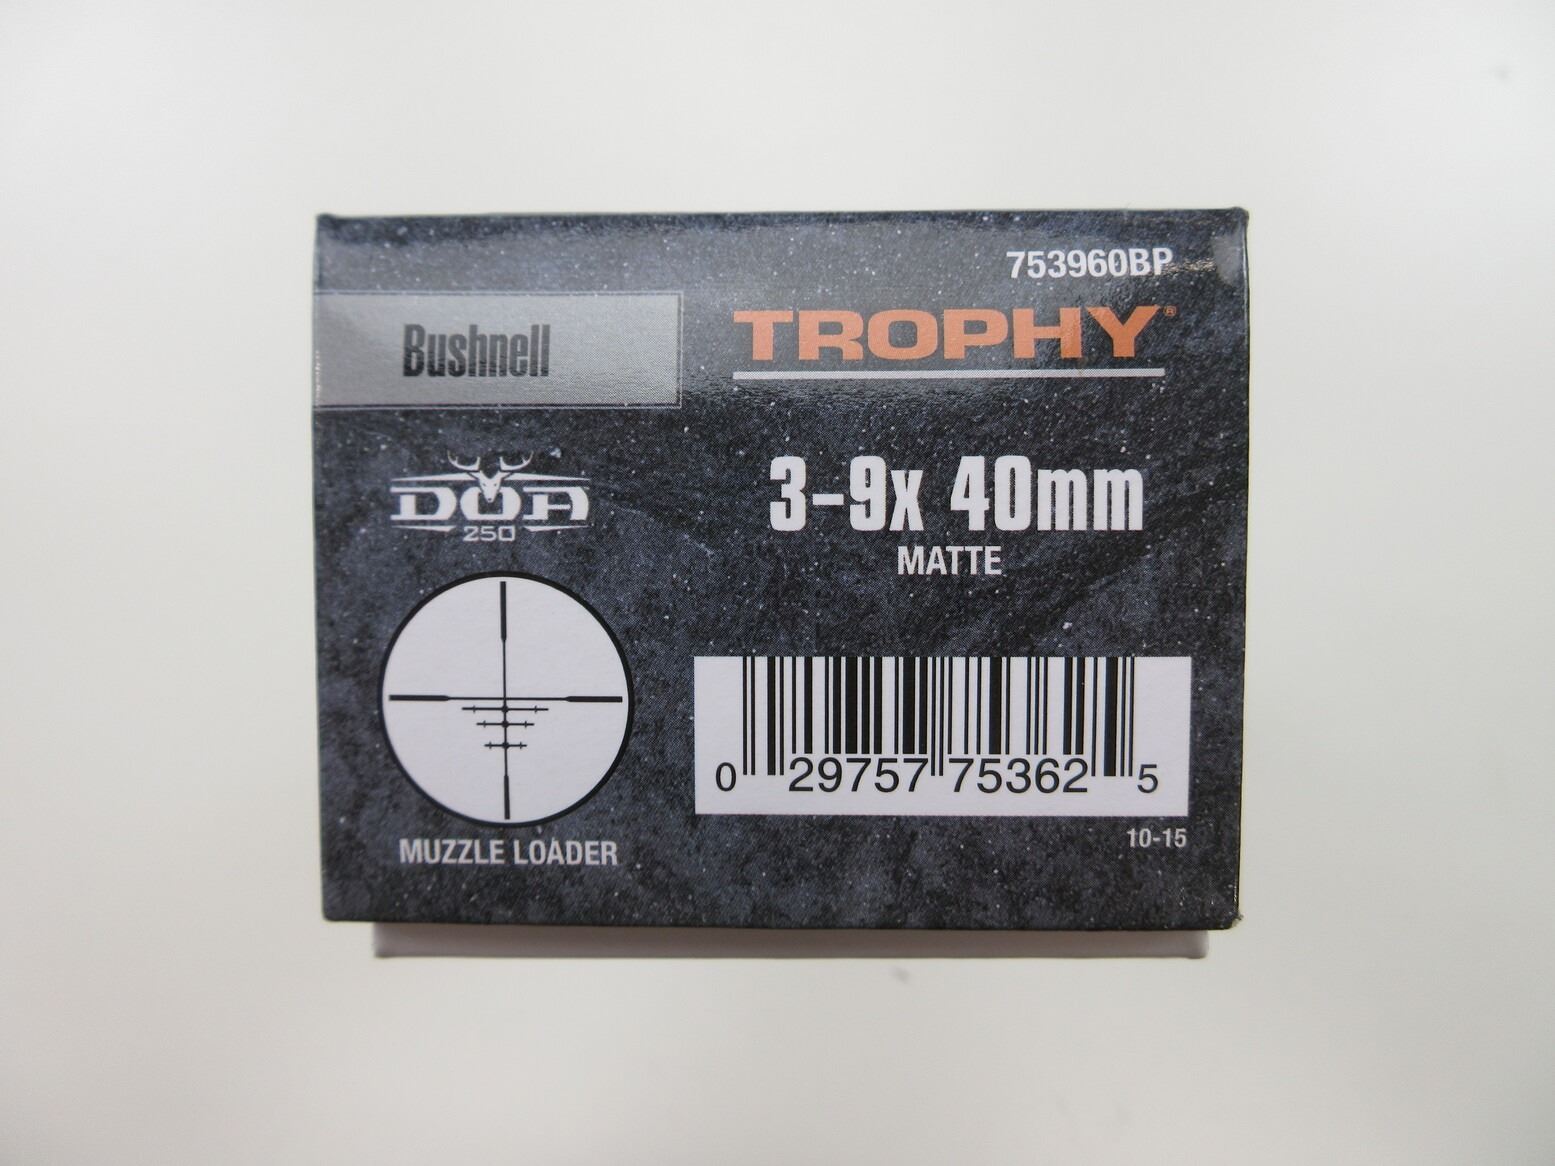 753960BP
Bushnell
TROPHY®
DOA
250
3-9x 40mm
MATTE
0 29757 75362 5
10-15
MUZZLE LOADER